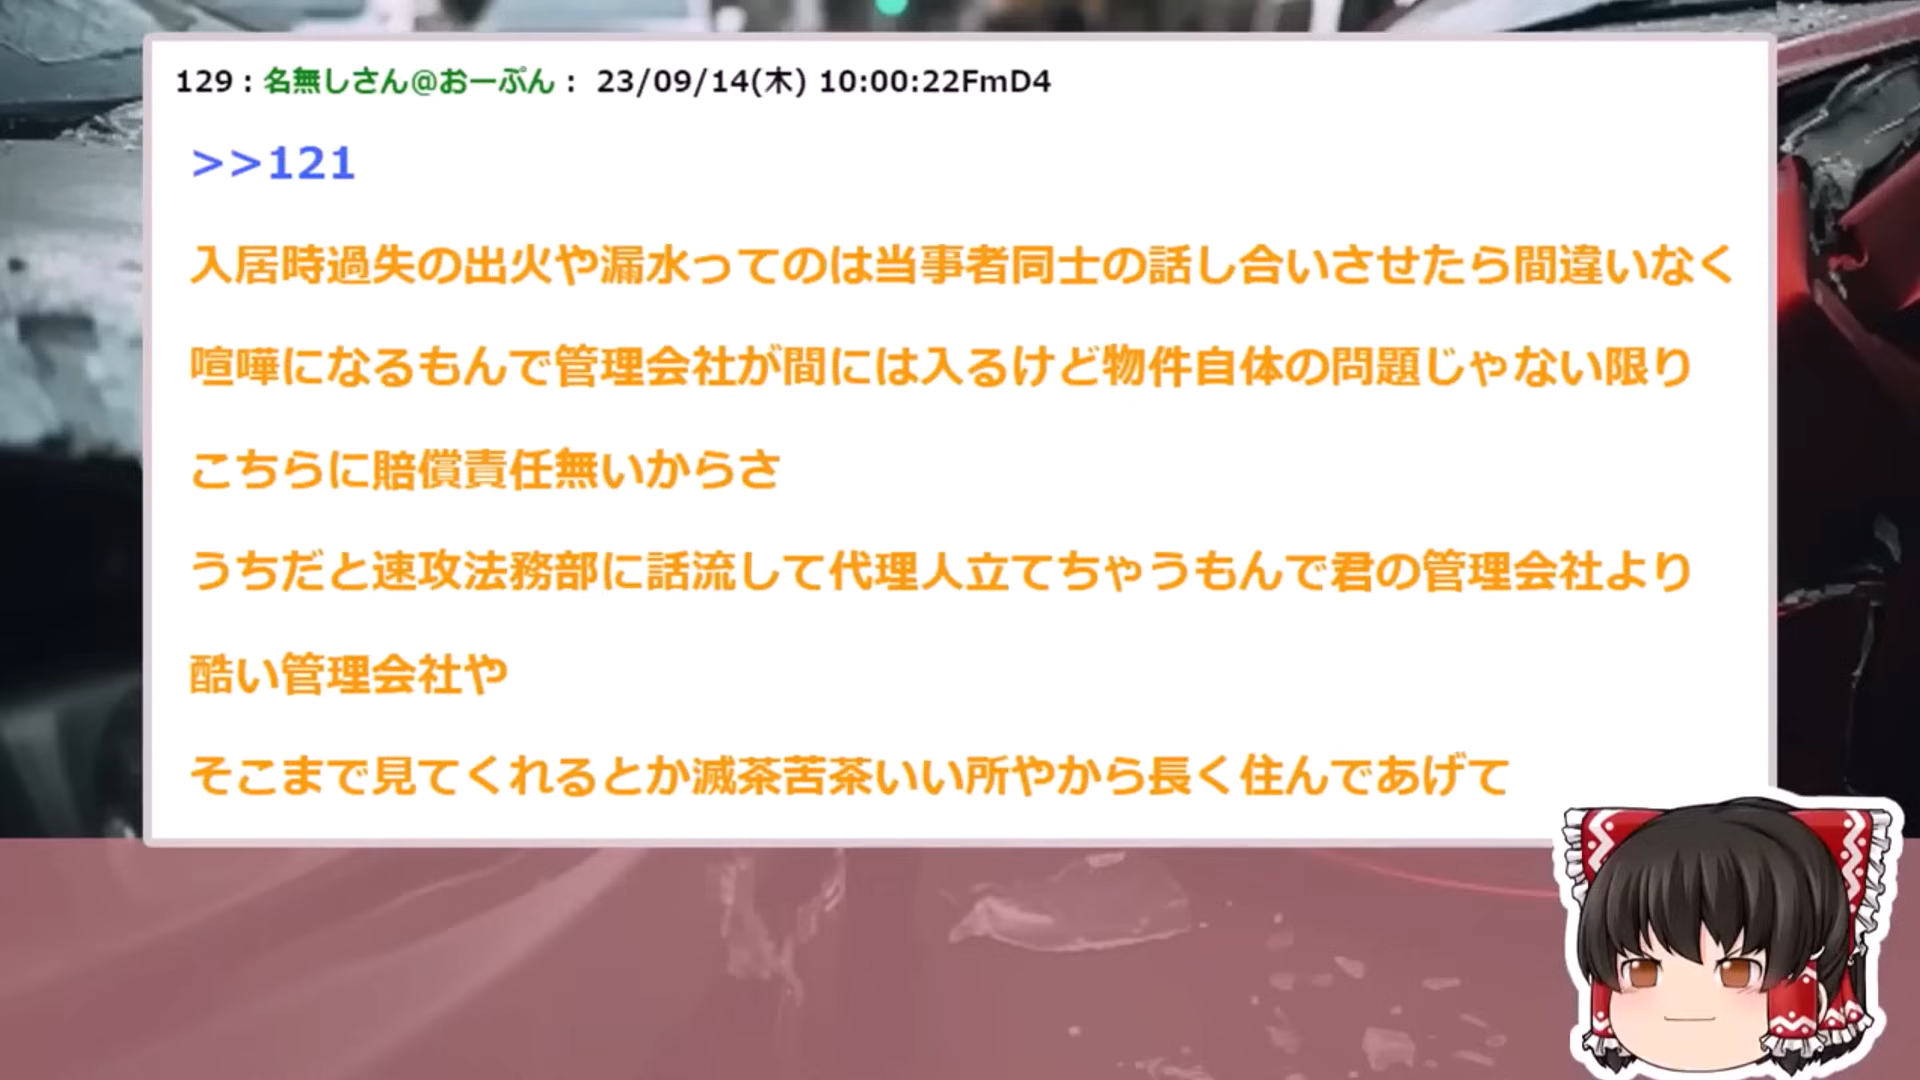 129：名無しさん@おーぷん： 23/09/14(木) 10:00:22FmD4
>>121
入居時過失の出火や漏水ってのは当事者同士の話し合いさせたら間違いなく
喧嘩になるもんで管理会社が間には入るけど物件自体の問題じゃない限り
こちらに賠償責任無いからさ
うちだと速攻法務部に話流して代理人立てちゃうもんで君の管理会社より
酷い管理会社や
そこまで見てくれるとか滅茶苦茶いい所やから長く住んであげて